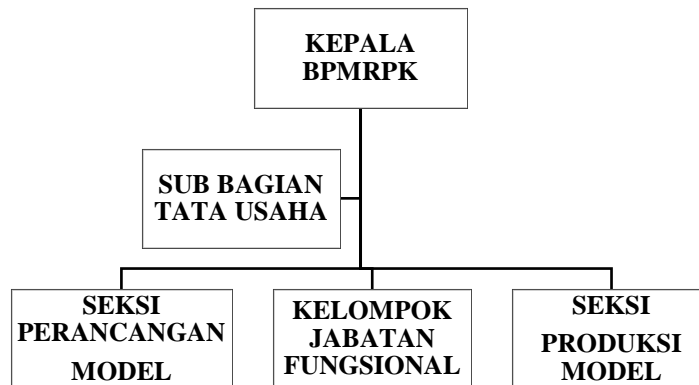 KEPALA
BPMRPK
SUB BAGIAN
TATA USAHA
SEKSI
PERANCANGAN
MODEL
KELOMPOK
JABATAN
FUNGSIONAL
SEKSI
PRODUKSI
MODEL